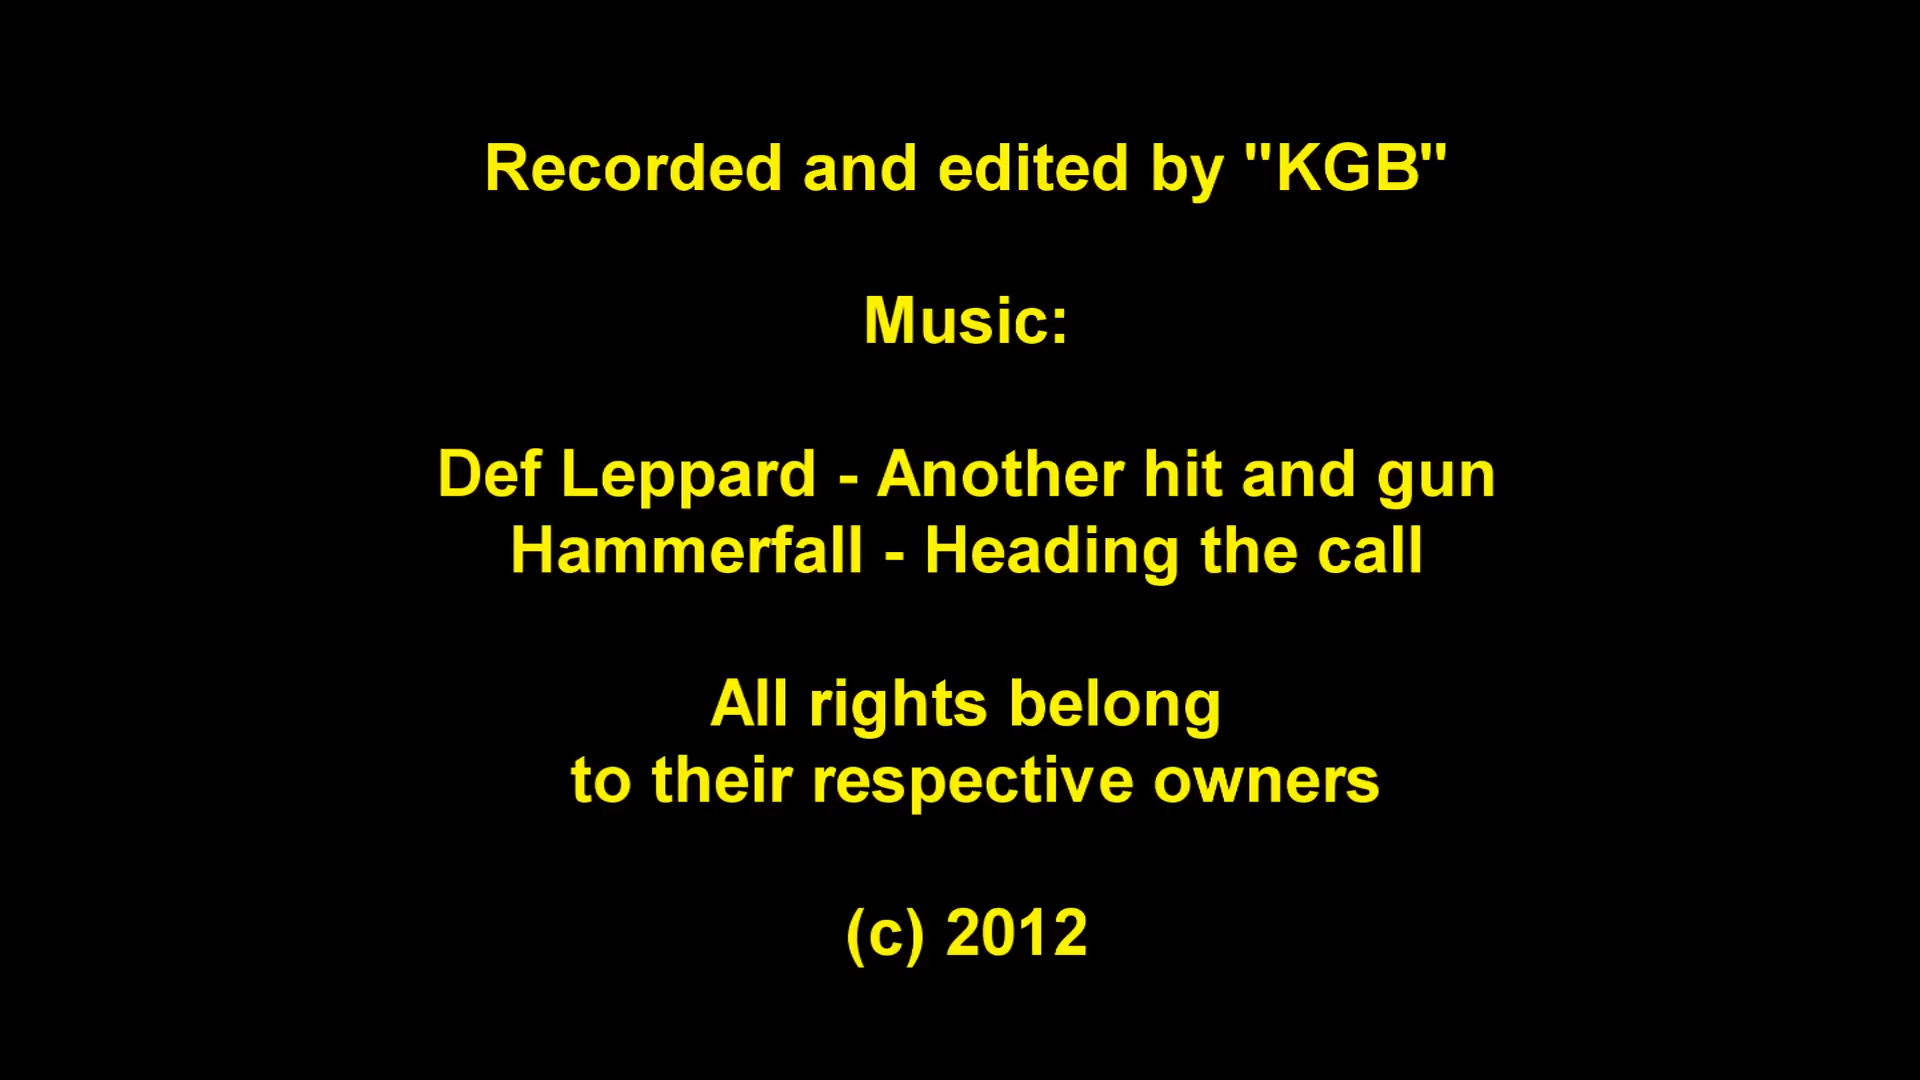 Recorded and edited by "KGB"
Music:
Def Leppard - Another hit and gun
Hammerfall - Heading the call
All rights belong
to their respective owners
(c) 2012